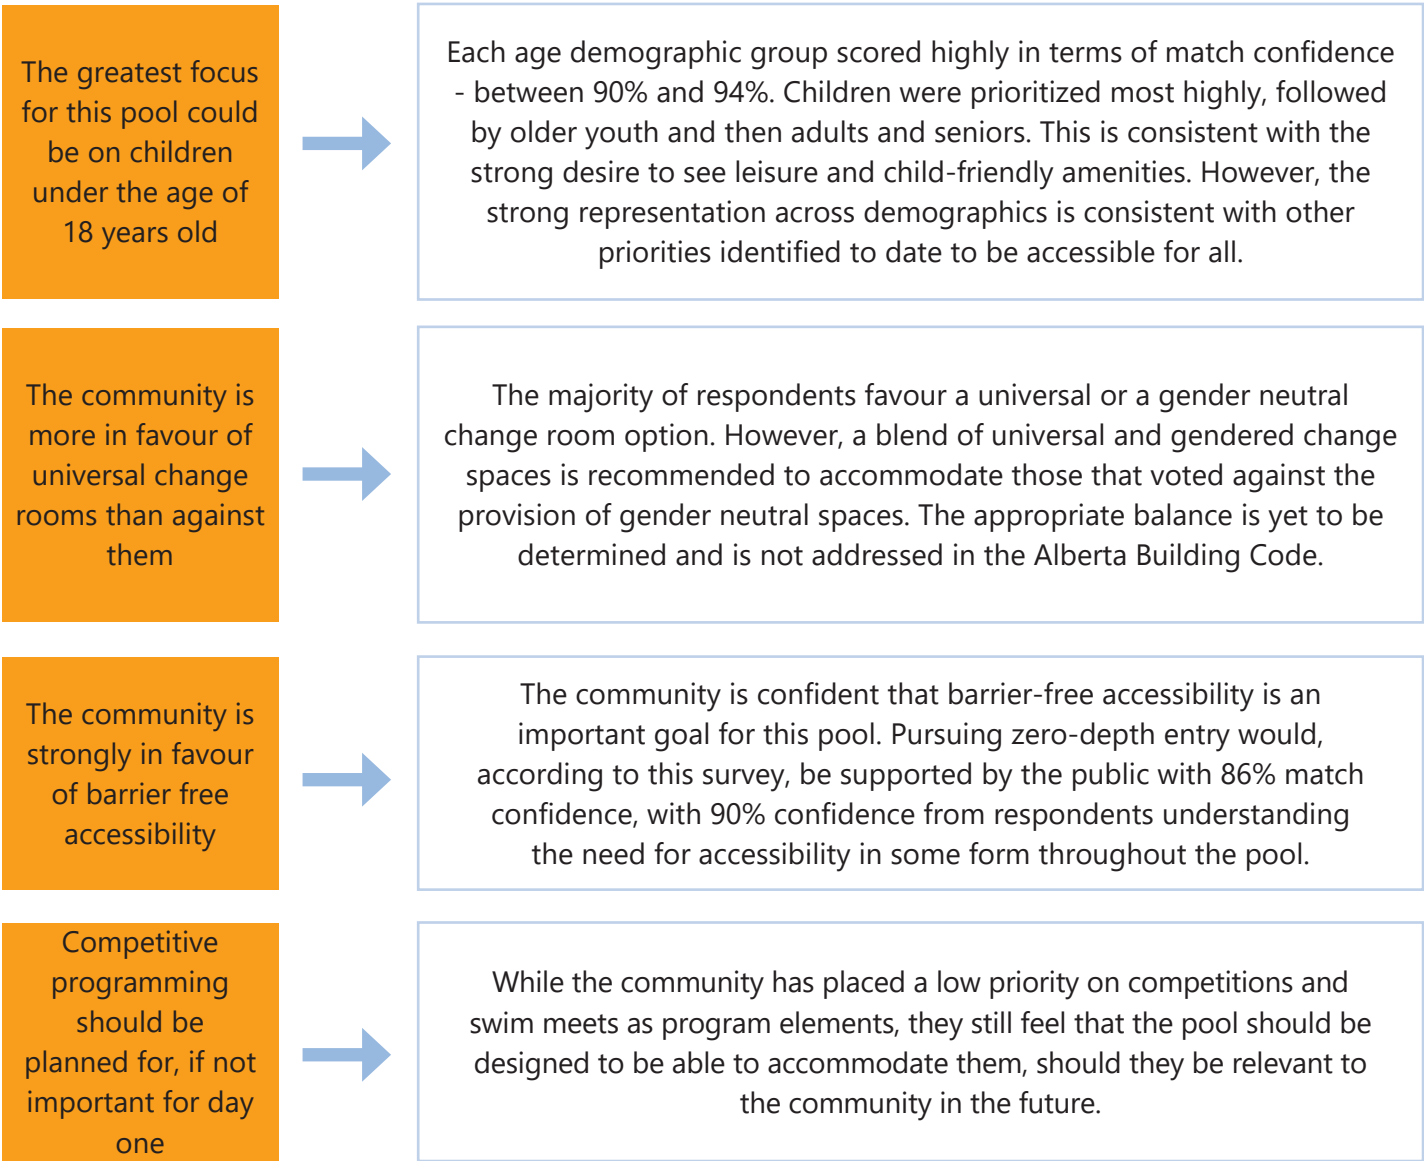 The greatest focus
for this pool could
be on children
under the age of
18 years old
Each age demographic group scored highly in terms of match confidence
- between 90% and 94%. Children were prioritized most highly, followed
by older youth and then adults and seniors. This is consistent with the
strong desire to see leisure and child-friendly amenities. However, the
strong representation across demographics is consistent with other
priorities identified to date to be accessible for all.
The community is
more in favour of
universal change
rooms than against
them
The majority of respondents favour a universal or a gender neutral
change room option. However, a blend of universal and gendered change
spaces is recommended to accommodate those that voted against the
provision of gender neutral spaces. The appropriate balance is yet to be
determined and is not addressed in the Alberta Building Code.
The community is
strongly in favour
of barrier free
accessibility
The community is confident that barrier-free accessibility is an
important goal for this pool. Pursuing zero-depth entry would,
according to this survey, be supported by the public with 86% match
confidence, with 90% confidence from respondents understanding
the need for accessibility in some form throughout the pool.
Competitive
programming
should be
planned for, if not
important for day
one
While the community has placed a low priority on competitions and
swim meets as program elements, they still feel that the pool should be
designed to be able to accommodate them, should they be relevant to
the community in the future.